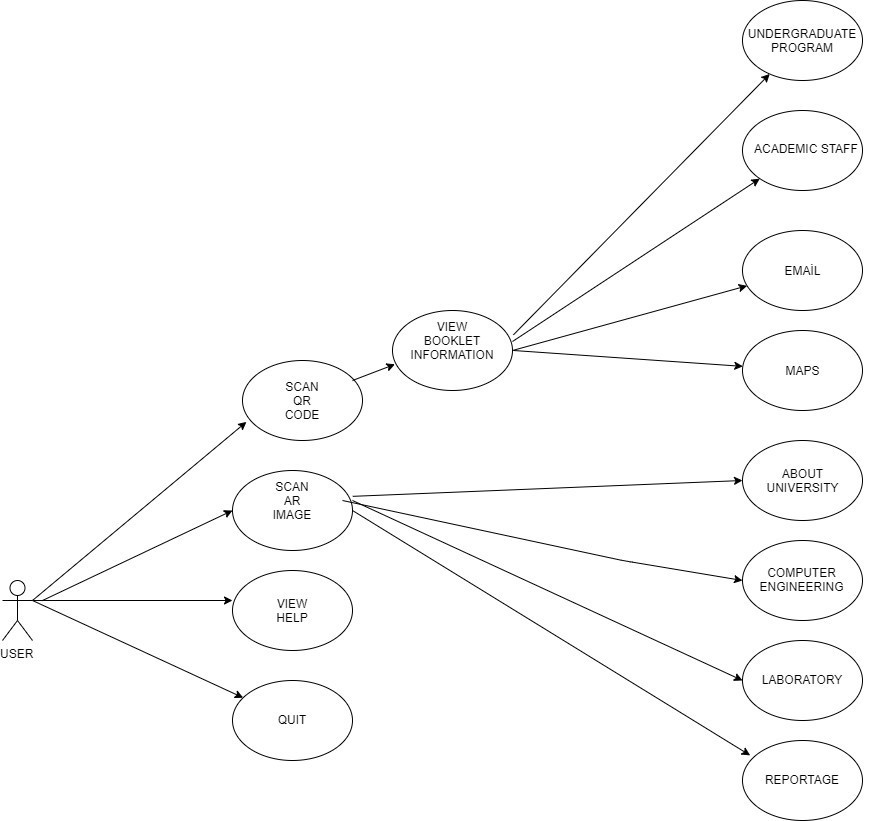 UNDERGRADUATE
PROGRAM
ACADEMIC STAFF
EMAİL
VIEW
BOOKLET
INFORMATION
MAPS
SCAN
QR
CODE
ABOUT
UNIVERSITY
SCAN
AR
IMAGE
COMPUTER
ENGINEERING
VIEW
HELP
USER
LABORATORY
QUIT
REPORTAGE